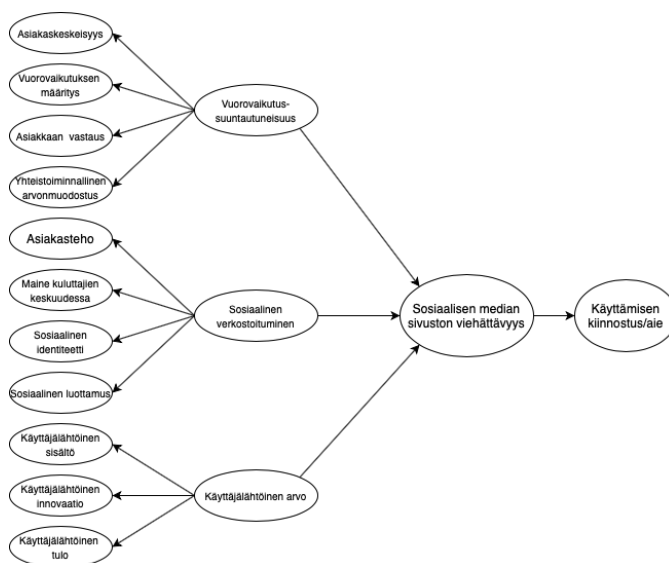 Asiakaskeskeisyys
Vuorovaikutuksen
määritys
Asiakkaan vastaus
Yhteistoiminnallinen
arvonmuodostus
Vuorovaikutus-
suuntautuneisuus
Asiakasteho
Maine kuluttajien
keskuudessa
Sosiaalinen
identiteetti
Sosiaalinen luottamus
Sosiaalinen
verkostoituminen
Käyttäjälähtöinen
sisältö
Käyttäjälähtöinen
innovaatio
Käyttäjälähtöinen
tulo
Käyttäjälähtöinen arvo
Sosiaalisen median
sivuston viehättävyys
Käyttämisen
kiinnostus/aie